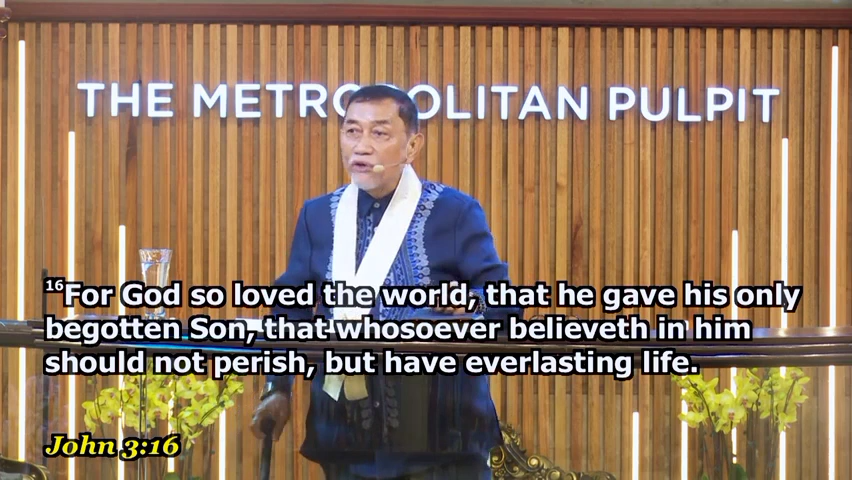 THE METROPOLITAN PULPIT
16For God so loved the world, that he gave his only
begotten Son, that whosoever believeth in him
should not perish, but have everlasting life.
John 3:16